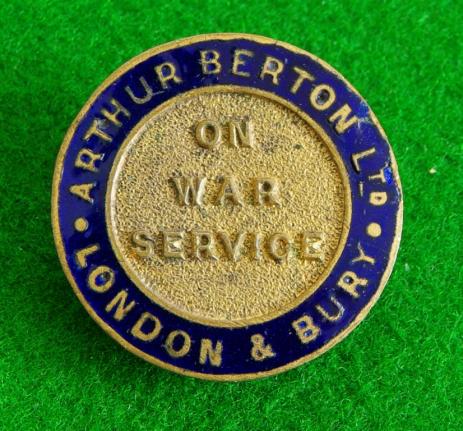 ARTHUR BERTON LTD.
ON
WAR
SERVICE
LONDON & BURY